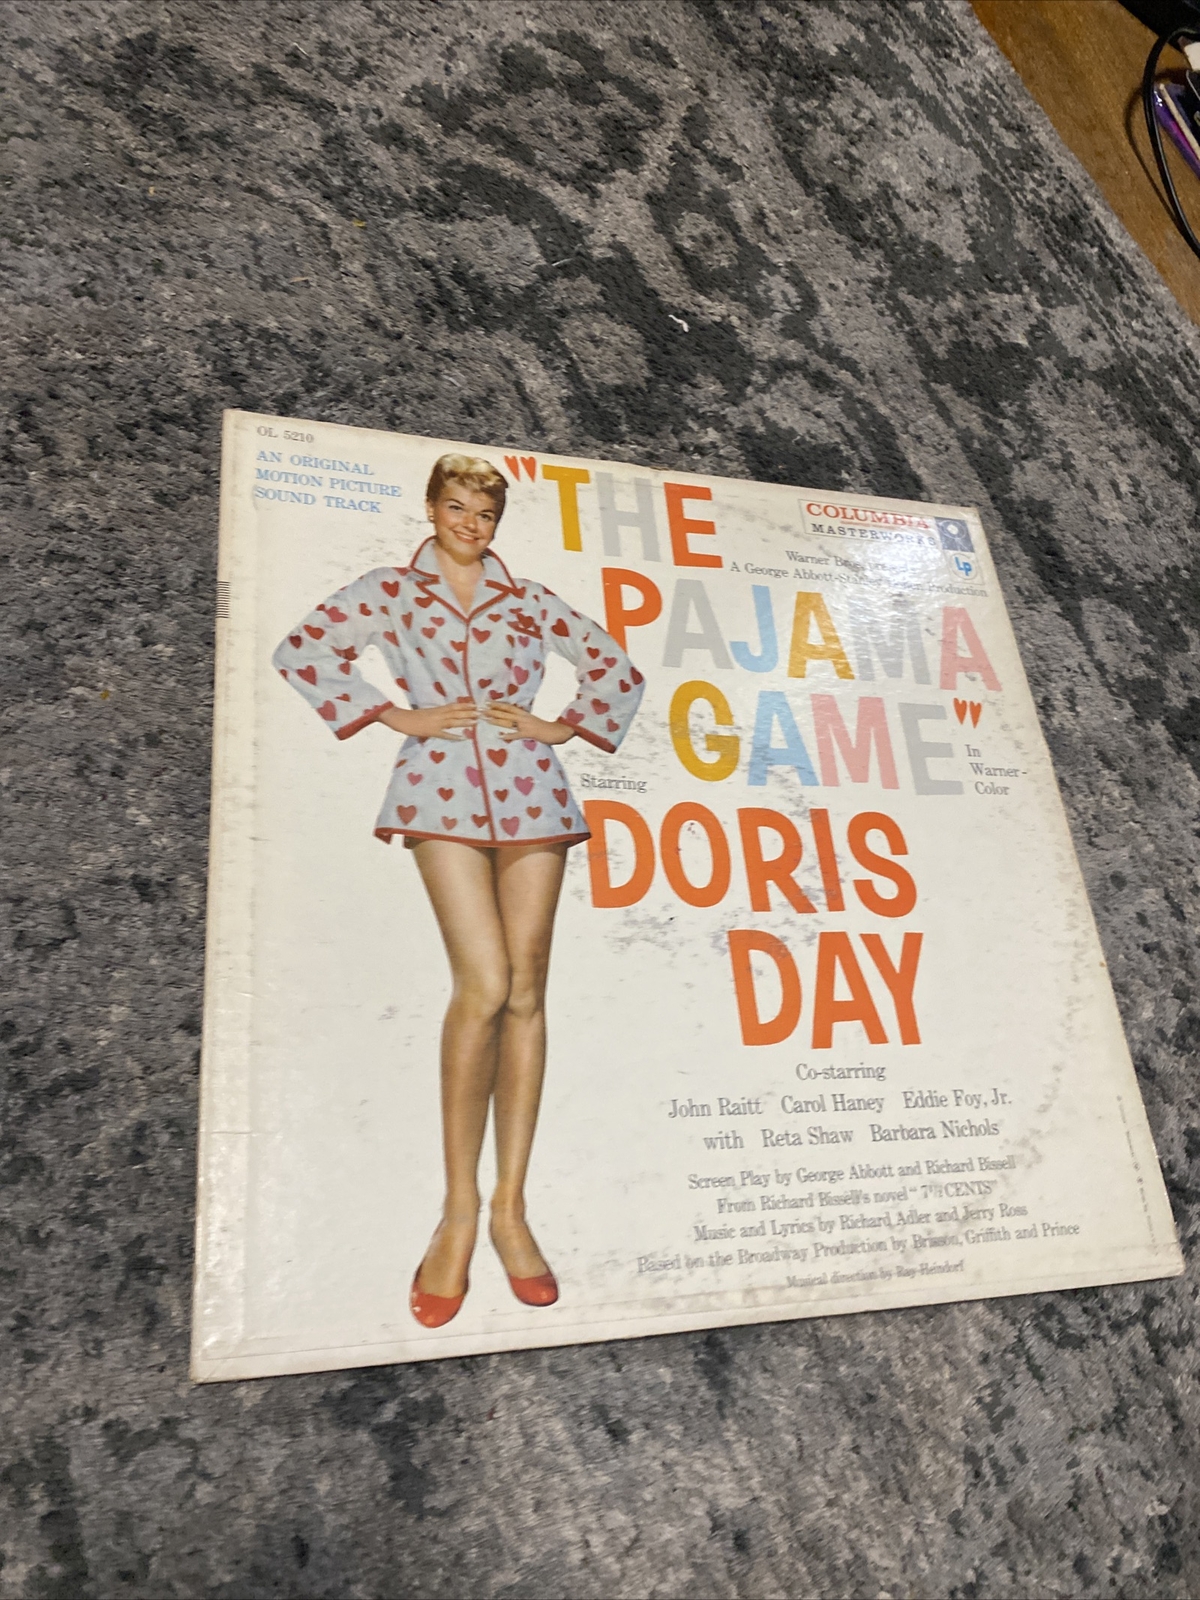 OL 5210
AN ORIGINAL
MOTION PICTURE
SOUND TRACK
COLUMBIA
MASTERWORKS
Lp
Warner Bros.
A George Abbott- Production
"THE
PAJAMA
GAME"
In
Warner-
Color
Starring
DORIS
DAY
Co-starring
John Raitt Carol Haney Eddie Foy, Jr.
with Reta Shaw Barbara Nichols
Screen Play by George Abbott and Richard Bissell
From Richard Bissell's novel "7½ CENTS"
Music and Lyrics by Richard Adler and Jerry Ross
Based on the Broadway Production by Brisson, Griffith and Prince
Musical direction by Ray Heindorf